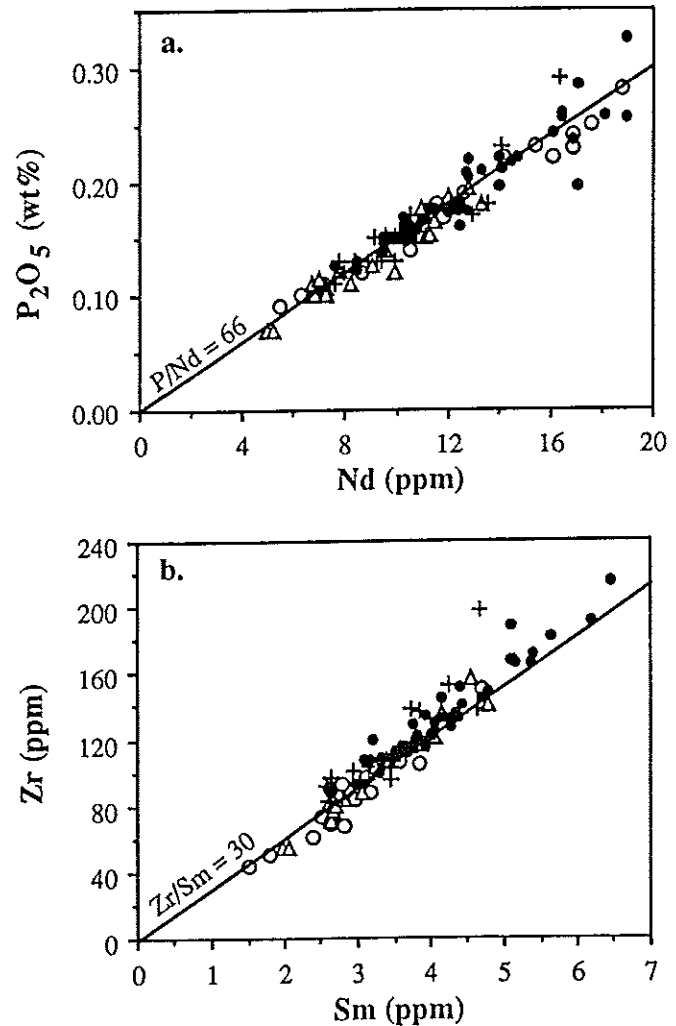 a.
0.30
0.20
0.10
0.00
P₂O₅ (wt%)
P/Nd = 66
0 4 8 12 16 20
Nd (ppm)
b.
240
200
160
120
80
40
0
Zr (ppm)
Zr/Sm = 30
0 1 2 3 4 5 6 7
Sm (ppm)